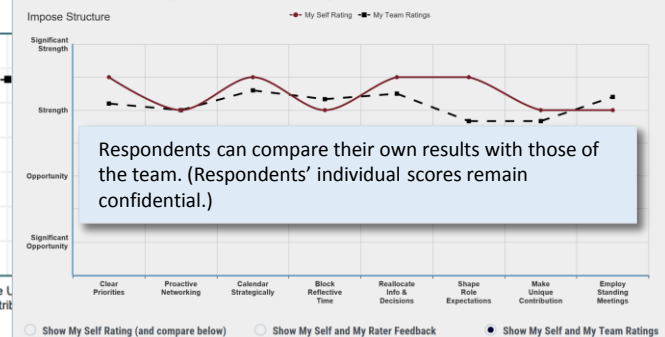 Impose Structure
My Self Rating My Team Ratings
Significant
Strength
Strength
Opportunity
Significant
Opportunity
Respondents can compare their own results with those of
the team. (Respondents' individual scores remain
confidential.)
Clear
Priorities
Proactive
Networking
Calendar
Strategically
Block
Reflective
Time
Reallocate
Info &
Decisions
Shape
Role
Expectations
Make
Unique
Contribution
Employ
Standing
Meetings
Show My Self Rating (and compare below) Show My Self and My Rater Feedback Show My Self and My Team Ratings